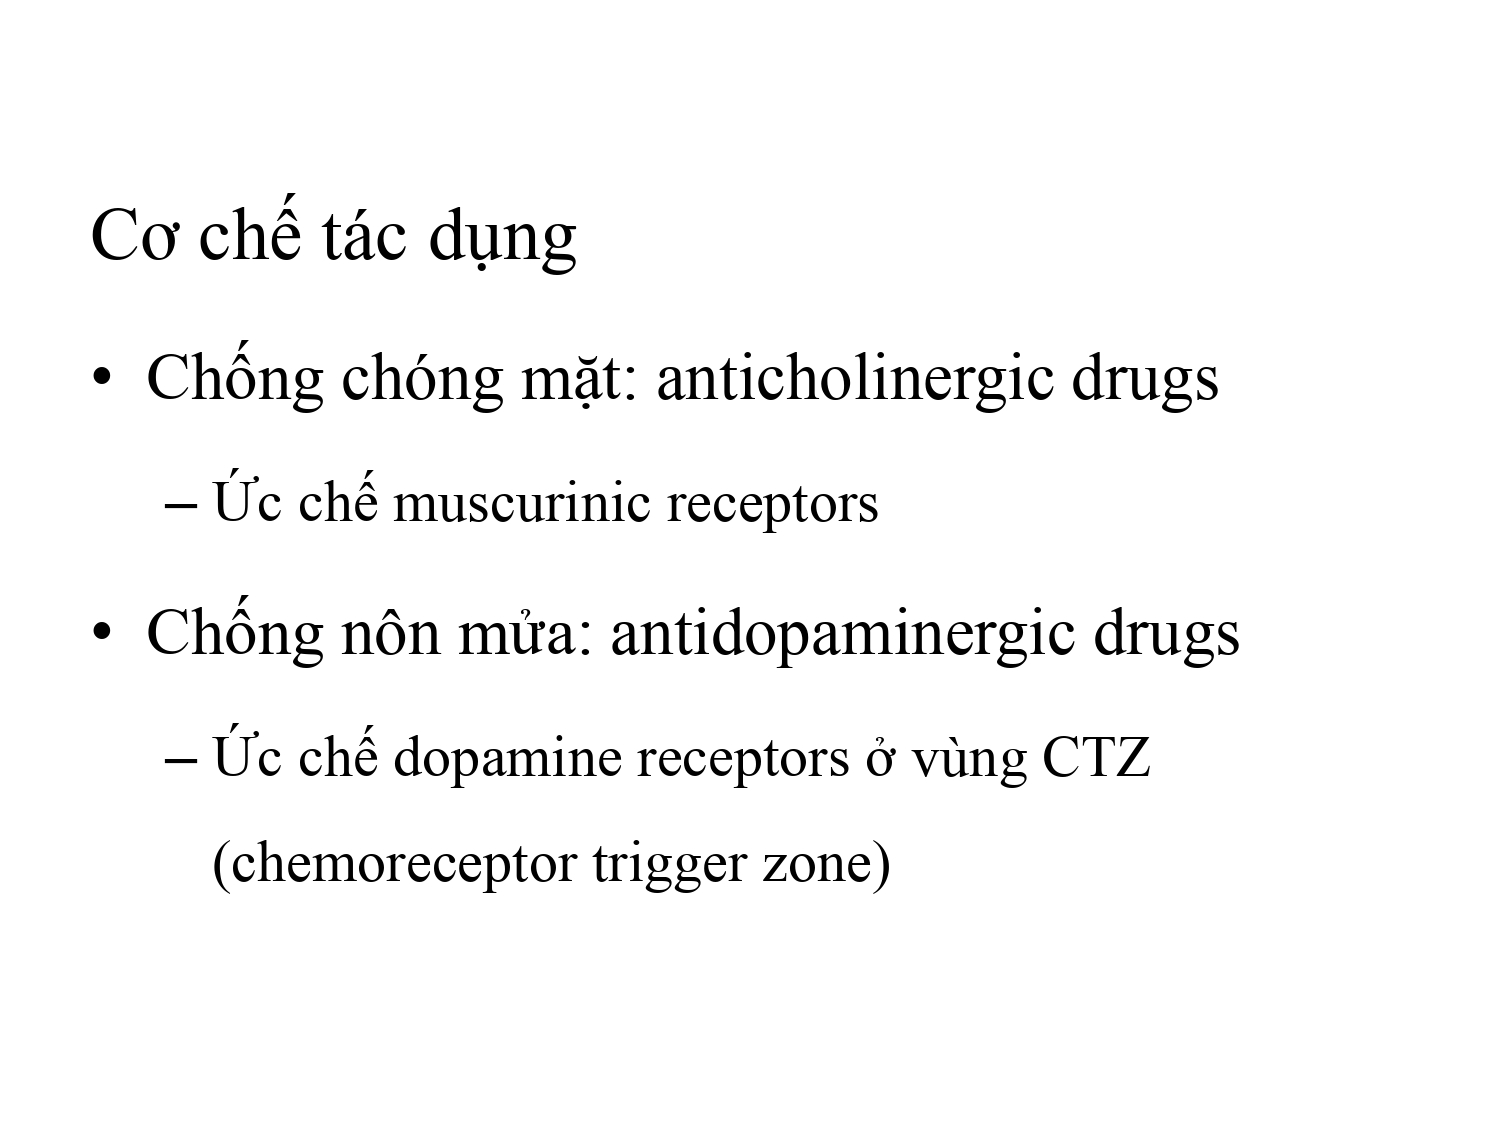 Cơ chế tác dụng
• Chống chóng mặt: anticholinergic drugs
– Ức chế muscurinic receptors
• Chống nôn mửa: antidopaminergic drugs
– Ức chế dopamine receptors ở vùng CTZ
(chemoreceptor trigger zone)